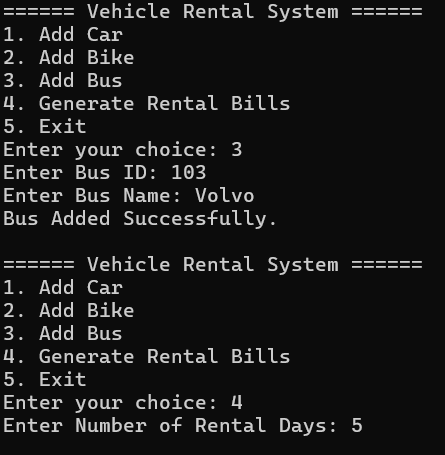 ====== Vehicle Rental System ======
1. Add Car
2. Add Bike
3. Add Bus
4. Generate Rental Bills
5. Exit
Enter your choice: 3
Enter Bus ID: 103
Enter Bus Name: Volvo
Bus Added Successfully.

====== Vehicle Rental System ======
1. Add Car
2. Add Bike
3. Add Bus
4. Generate Rental Bills
5. Exit
Enter your choice: 4
Enter Number of Rental Days: 5